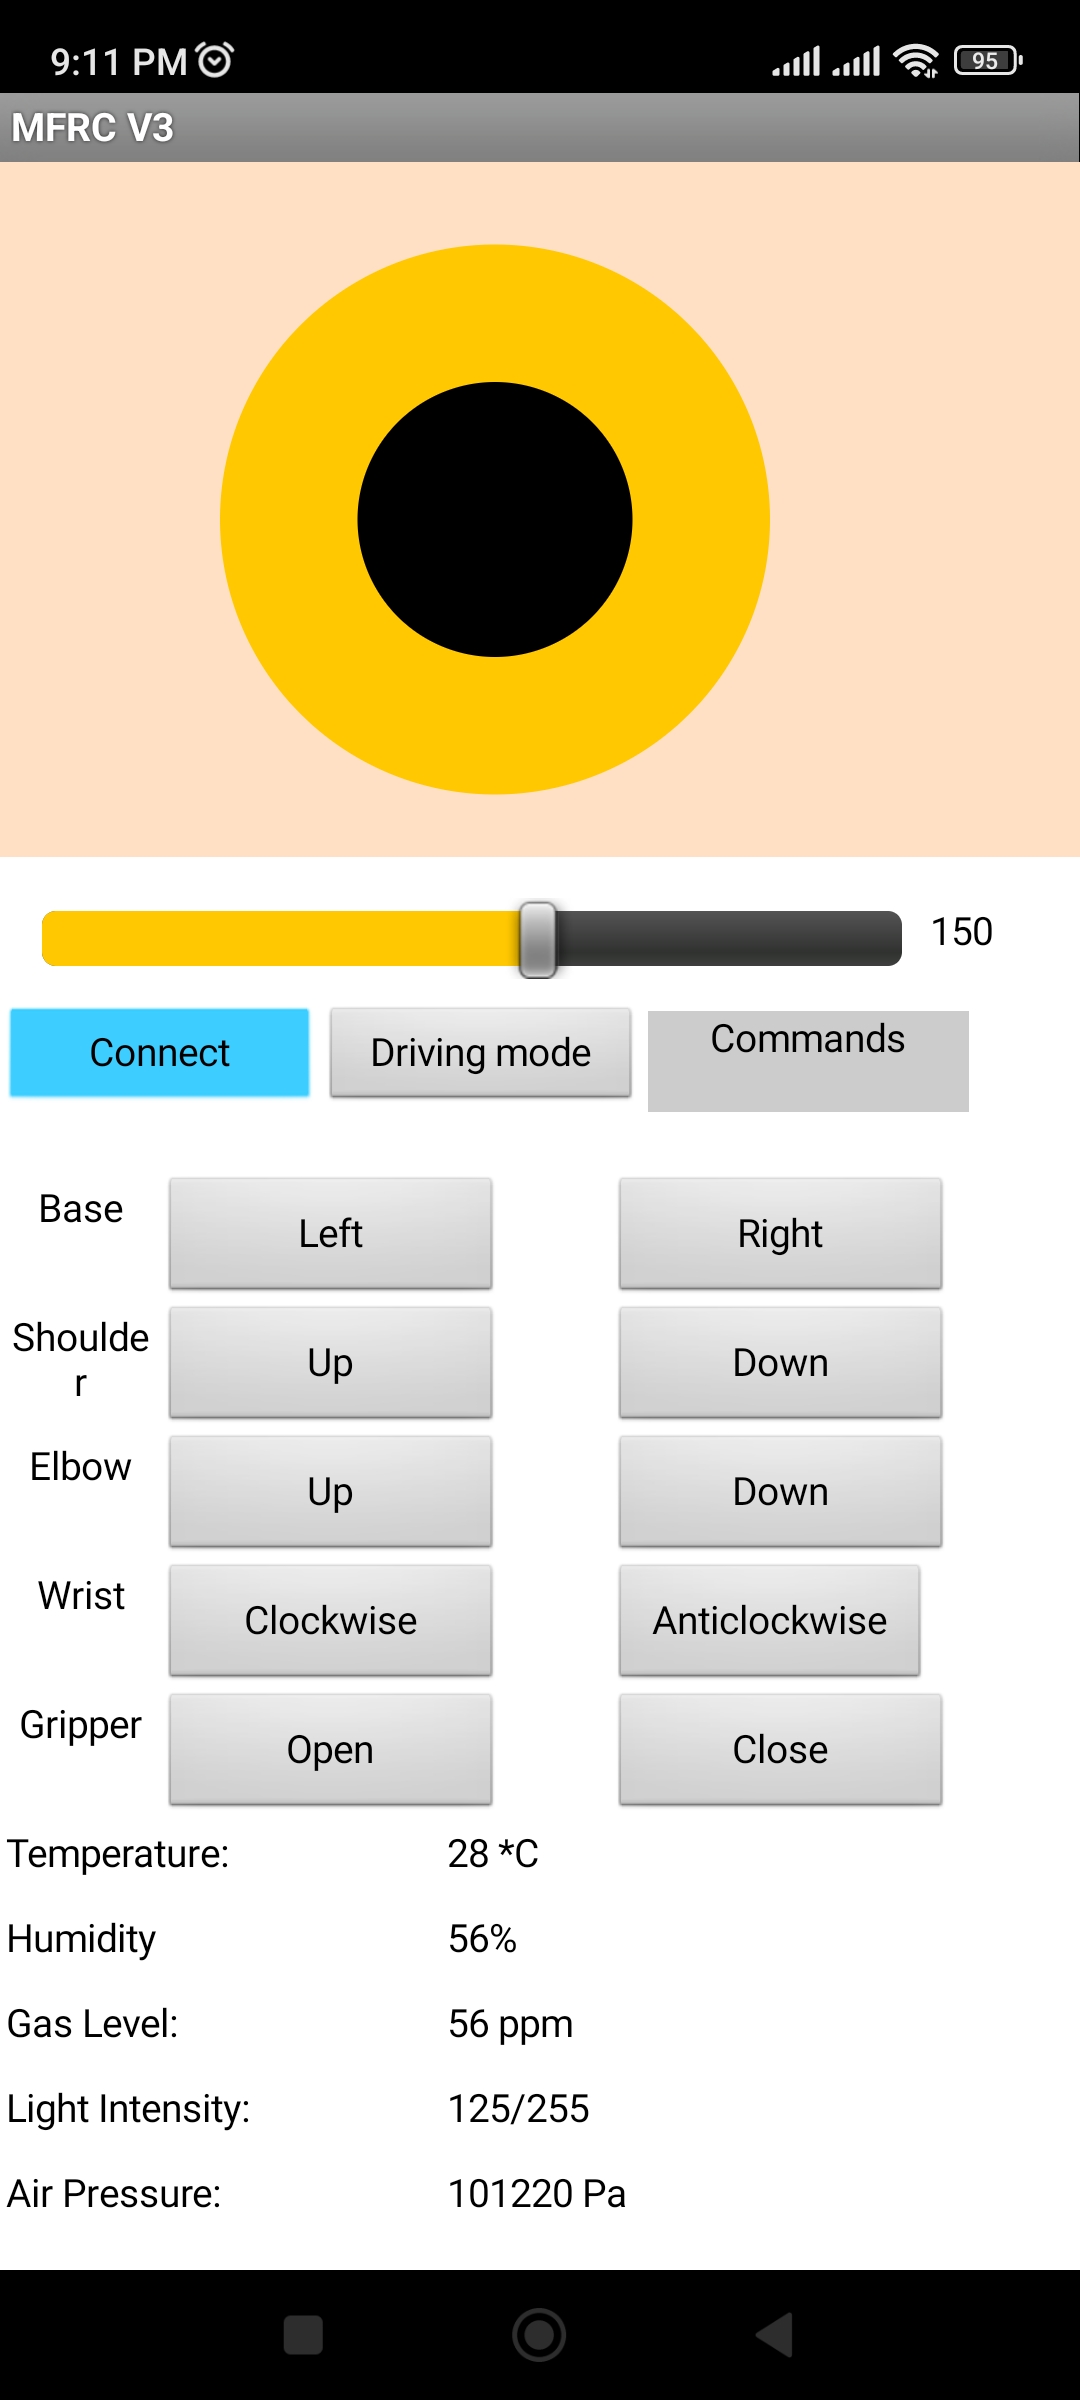 9:11 PM 95
MFRC V3
150
Connect Driving mode Commands
Base Left Right
Shoulde
r Up Down
Elbow Up Down
Wrist Clockwise Anticlockwise
Gripper Open Close
Temperature: 28 *C
Humidity 56%
Gas Level: 56 ppm
Light Intensity: 125/255
Air Pressure: 101220 Pa